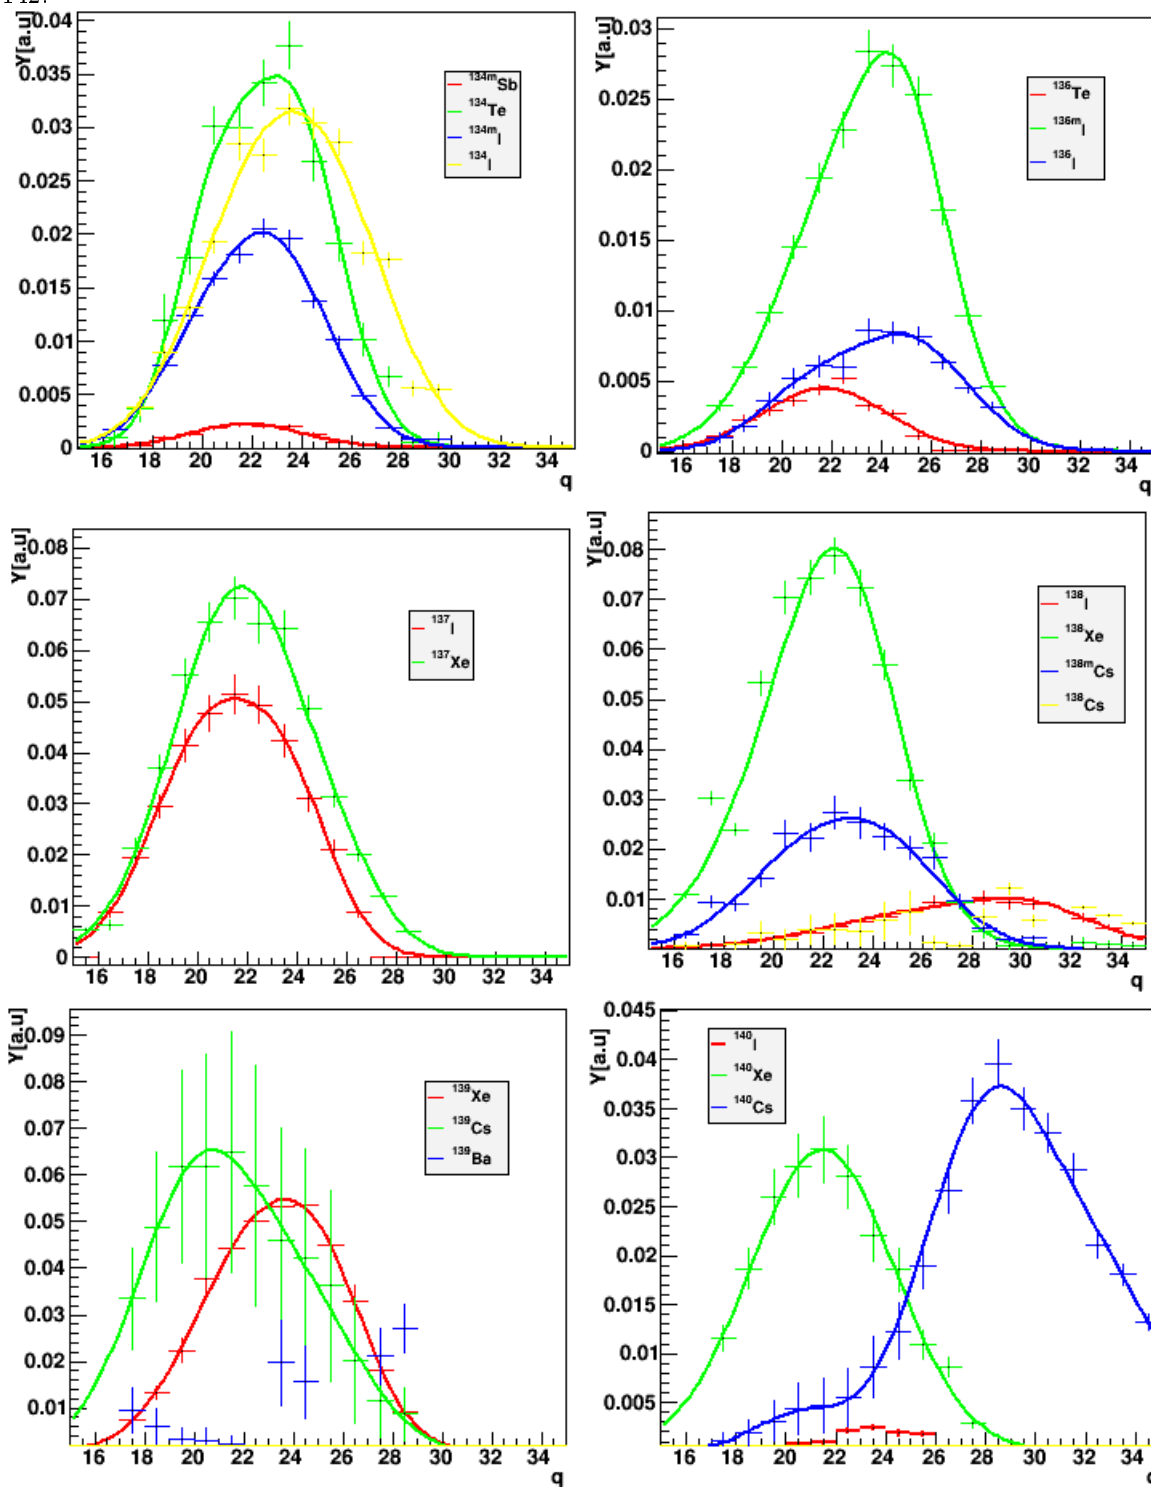 Y[a.u]
0.04
0.035
0.03
0.025
0.02
0.015
0.01
0.005
0
16 18 20 22 24 26 28 30 32 34
q
134mSb
134Te
134mI
134I
Y[a.u]
0.03
0.025
0.02
0.015
0.01
0.005
0
16 18 20 22 24 26 28 30 32 34
q
136Te
136mI
136I
Y[a.u]
0.08
0.07
0.06
0.05
0.04
0.03
0.02
0.01
0
16 18 20 22 24 26 28 30 32 34
q
137I
137Xe
Y[a.u]
0.08
0.07
0.06
0.05
0.04
0.03
0.02
0.01
0
16 18 20 22 24 26 28 30 32 34
q
138I
138Xe
138mCs
138Cs
Y[a.u]
0.09
0.08
0.07
0.06
0.05
0.04
0.03
0.02
0.01
16 18 20 22 24 26 28 30 32 34
q
139Xe
139Cs
139Ba
Y[a.u]
0.045
0.04
0.035
0.03
0.025
0.02
0.015
0.01
0.005
16 18 20 22 24 26 28 30 32 34
140I
140Xe
140Cs